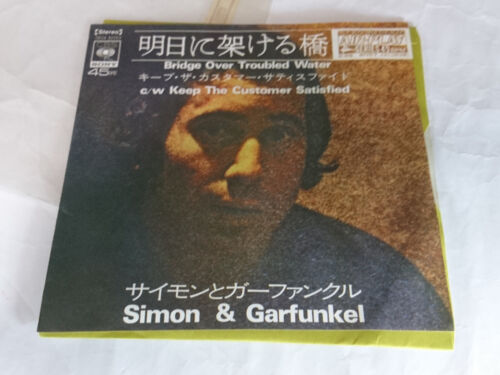 [Stereo]
CBS
SONY
45
明日に架ける橋
Bridge Over Troubled Water
キープ・ザ・カスタマー・サティスファイド
c/w Keep The Customer Satisfied
サイモンとガーファンクル
Simon & Garfunkel